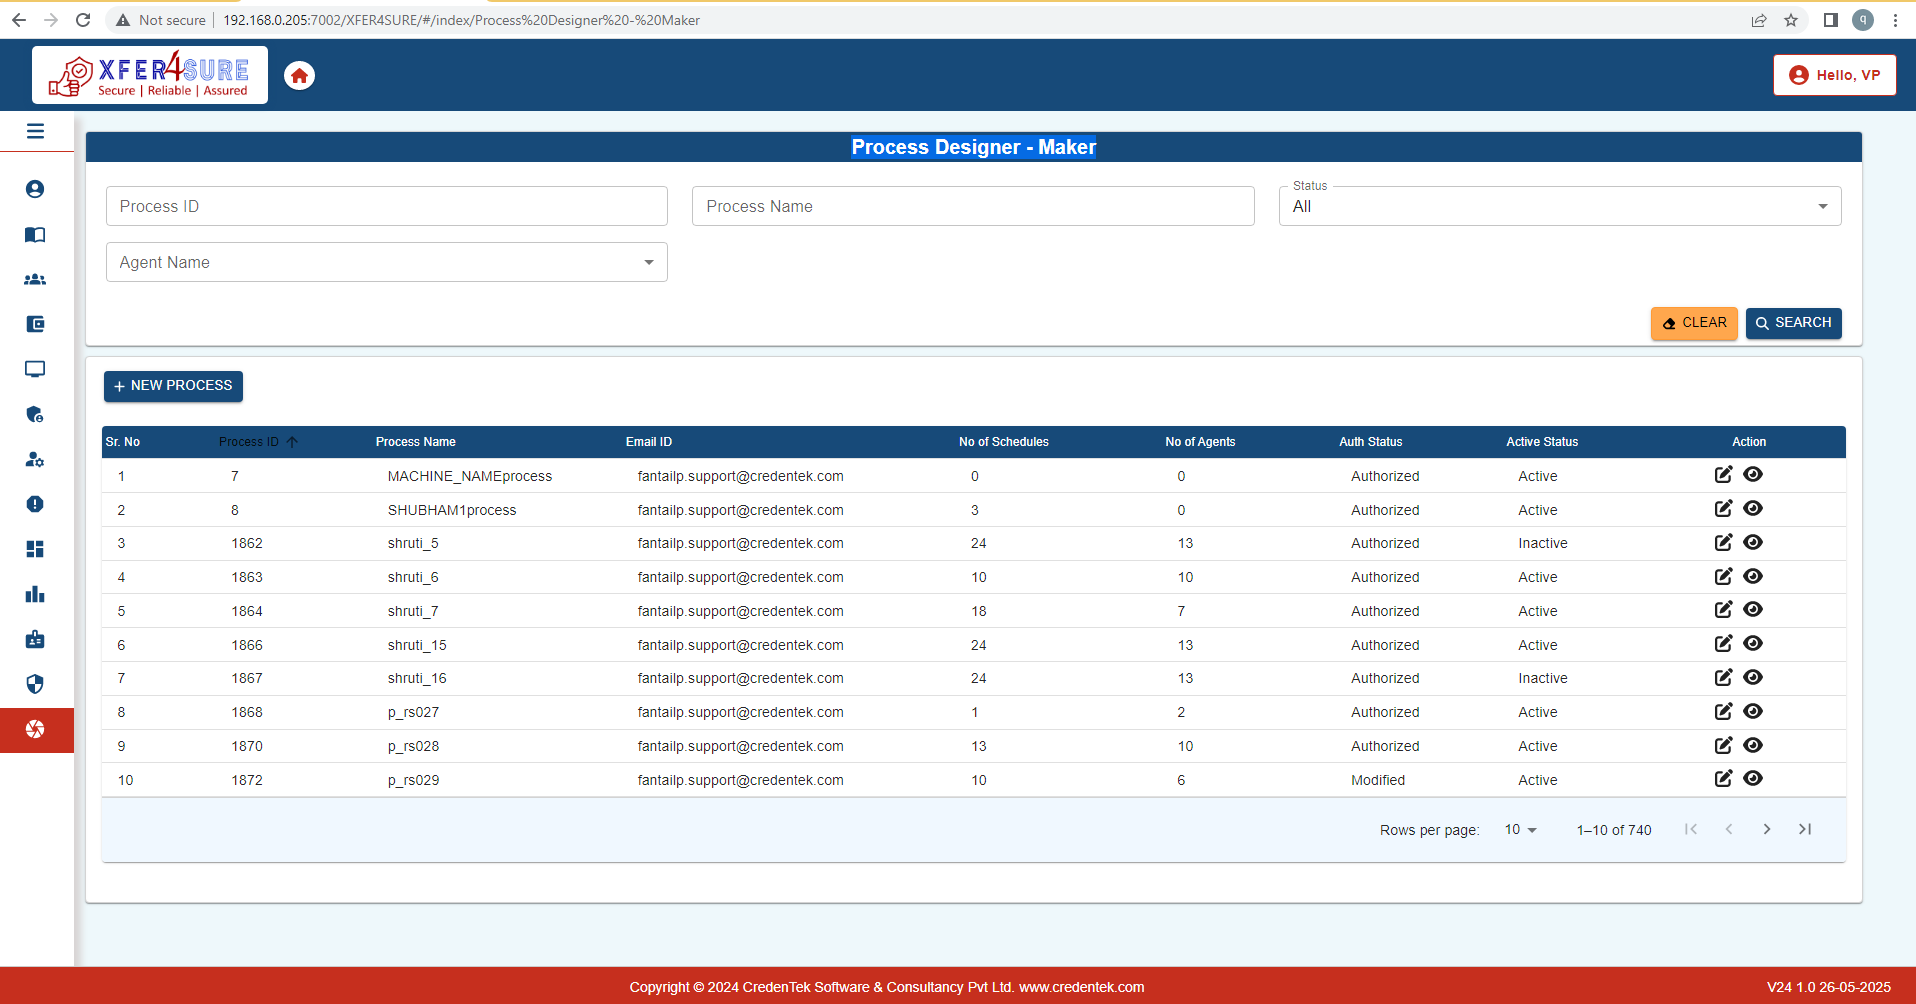 Not secure | 192.168.0.205:7002/XFER4SURE/#/index/Process%20Designer%20-%20Maker
q
XFER4SURE
Secure | Reliable | Assured
Hello, VP
Process Designer - Maker
Process ID
Process Name
Status
All
Agent Name
CLEAR
SEARCH
+ NEW PROCESS
Sr. No Process ID Process Name Email ID No of Schedules No of Agents Auth Status Active Status Action
1 7 MACHINE_NAMEprocess fantailp.support@credentek.com 0 0 Authorized Active
2 8 SHUBHAM1process fantailp.support@credentek.com 3 0 Authorized Active
3 1862 shruti_5 fantailp.support@credentek.com 24 13 Authorized Inactive
4 1863 shruti_6 fantailp.support@credentek.com 10 10 Authorized Active
5 1864 shruti_7 fantailp.support@credentek.com 18 7 Authorized Active
6 1866 shruti_15 fantailp.support@credentek.com 24 13 Authorized Active
7 1867 shruti_16 fantailp.support@credentek.com 24 13 Authorized Inactive
8 1868 p_rs027 fantailp.support@credentek.com 1 2 Authorized Active
9 1870 p_rs028 fantailp.support@credentek.com 13 10 Authorized Active
10 1872 p_rs029 fantailp.support@credentek.com 10 6 Modified Active
Rows per page: 10 1–10 of 740
Copyright © 2024 CredenTek Software & Consultancy Pvt Ltd. www.credentek.com
V24 1.0 26-05-2025